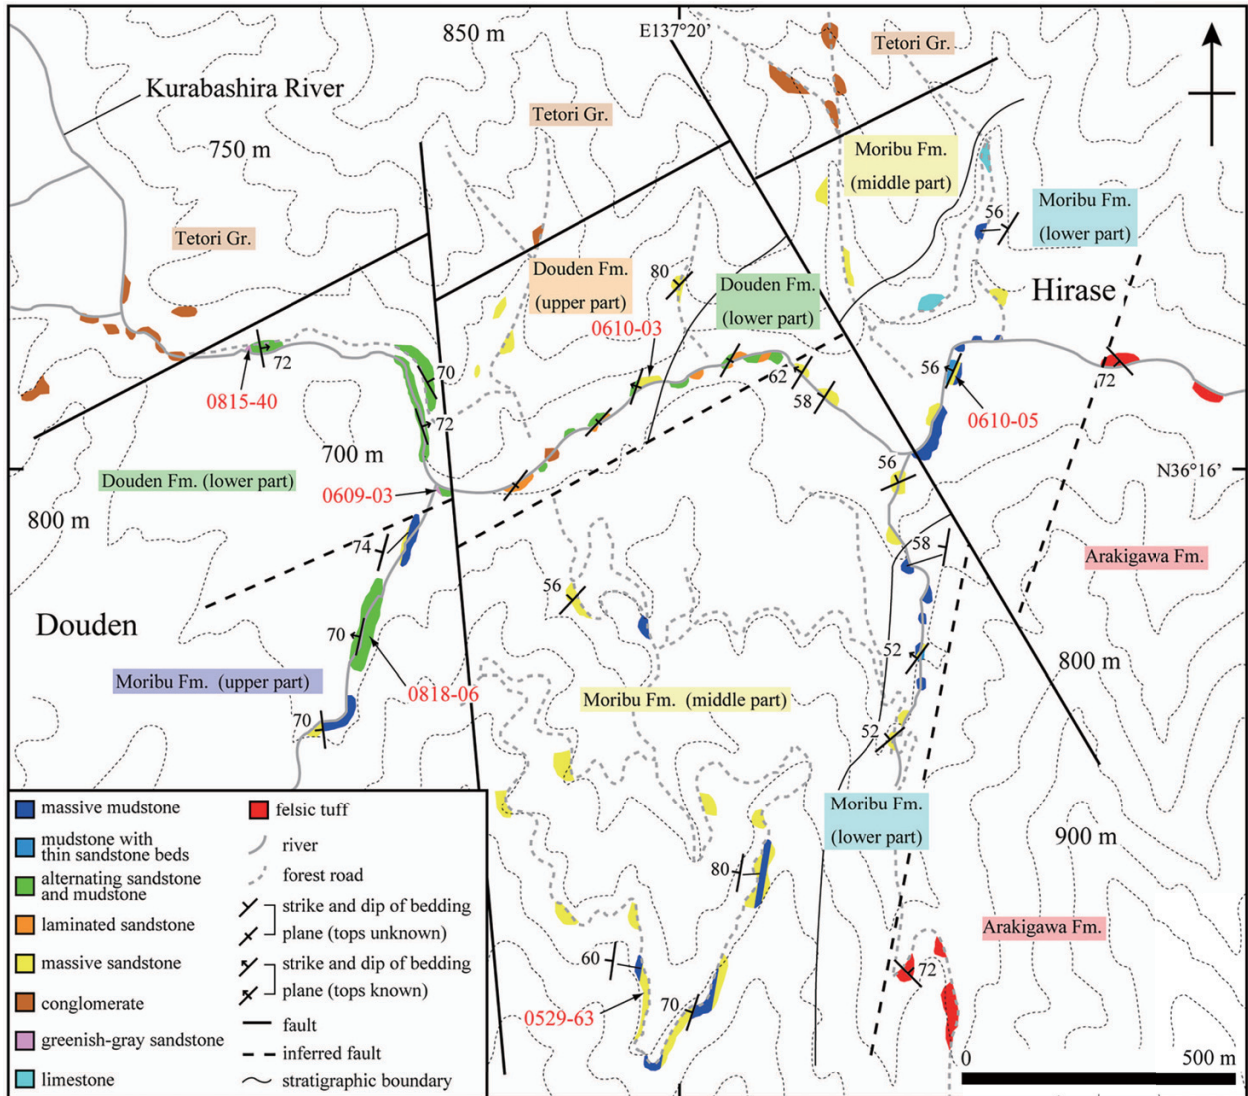 850 m
E137°20'
Tetori Gr.
Kurabashira River
Tetori Gr.
750 m
Moribu Fm.
(middle part)
56
Moribu Fm.
(lower part)
Tetori Gr.
Douden Fm.
(upper part)
80
Douden Fm.
(lower part)
Hirase
0610-03
72
70
62
58
56
72
0815-40
0610-05
72
700 m
56
N36°16'
Douden Fm. (lower part)
0609-03
800 m
74
58
Arakigawa Fm.
56
Douden
70
52
800 m
Moribu Fm. (upper part)
0818-06
Moribu Fm. (middle part)
70
52
Moribu Fm.
(lower part)
900 m
80
Arakigawa Fm.
60
72
0529-63
70
massive mudstone
mudstone with
thin sandstone beds
alternating sandstone
and mudstone
laminated sandstone
massive sandstone
conglomerate
greenish-gray sandstone
limestone
felsic tuff
river
forest road
strike and dip of bedding
plane (tops unknown)
strike and dip of bedding
plane (tops known)
fault
inferred fault
stratigraphic boundary
0
500 m